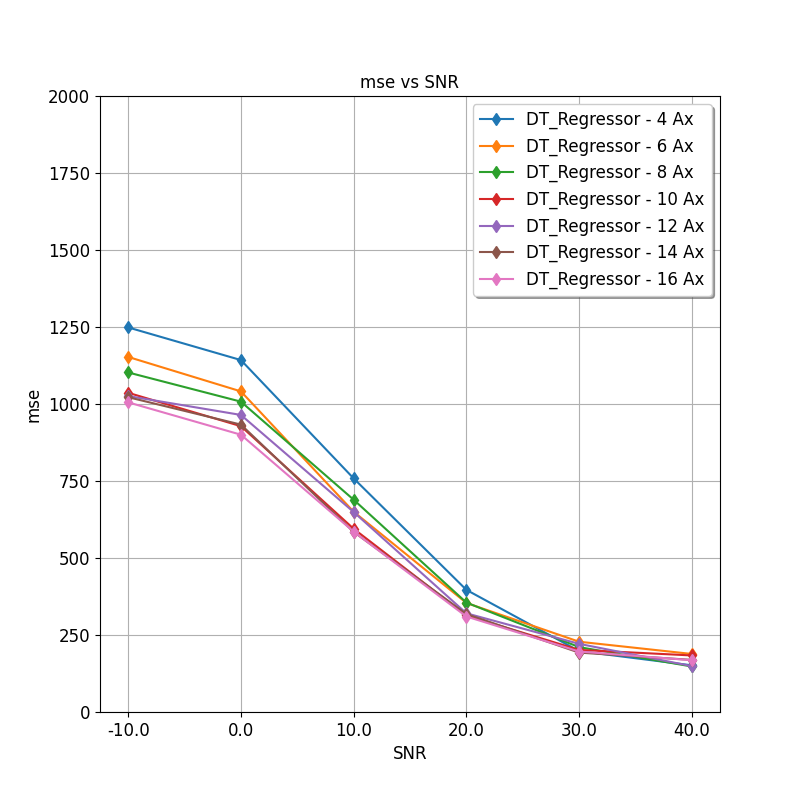 mse vs SNR
2000
1750
1500
1250
1000
750
500
250
0
mse
DT_Regressor - 4 Ax
DT_Regressor - 6 Ax
DT_Regressor - 8 Ax
DT_Regressor - 10 Ax
DT_Regressor - 12 Ax
DT_Regressor - 14 Ax
DT_Regressor - 16 Ax
-10.0 0.0 10.0 20.0 30.0 40.0
SNR